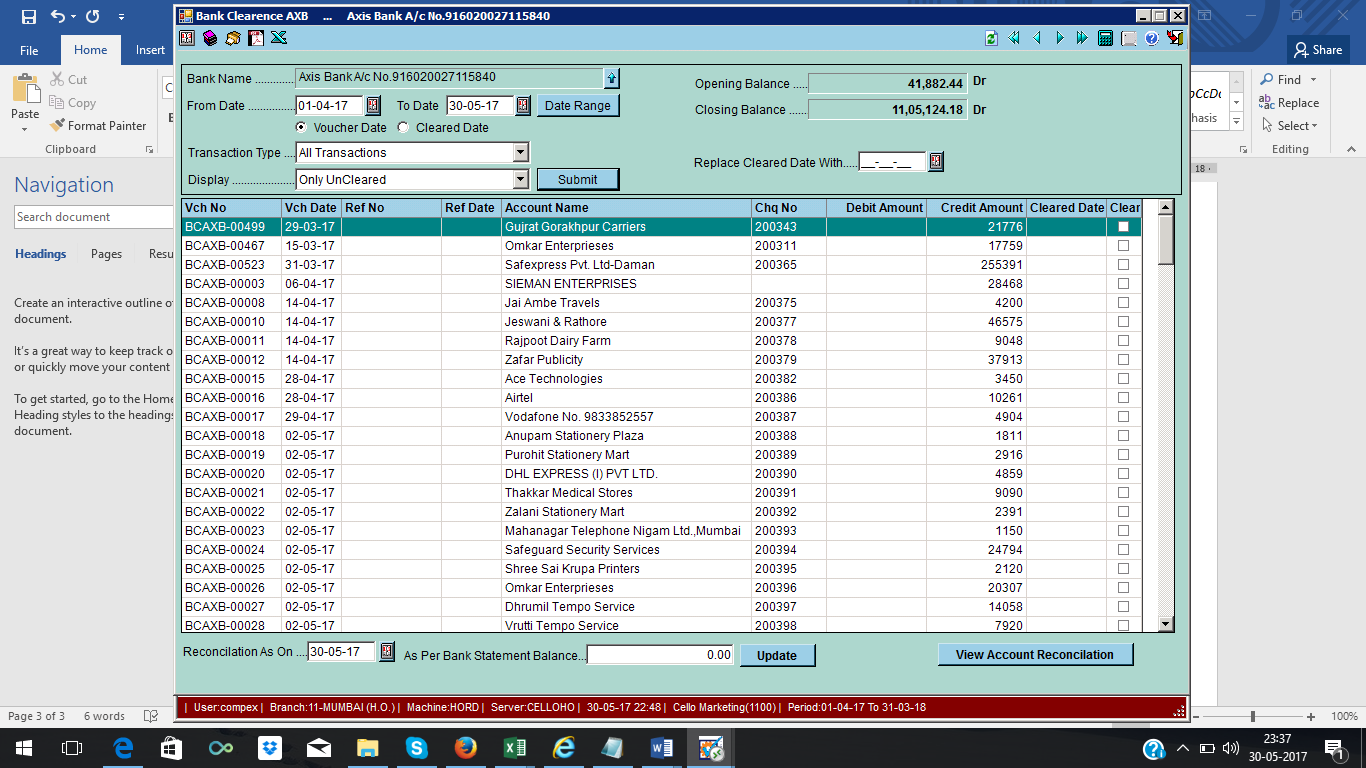 Bank Clearence AXB ... Axis Bank A/c No.916020027115840
File Home Insert
Share
Paste
Cut
Copy
Format Painter
Clipboard
Find
Replace
Select
Editing
Bank Name ............. Axis Bank A/c No.916020027115840
Opening Balance ..... 41,882.44 Dr
From Date ............... 01-04-17 To Date 30-05-17 Date Range
Closing Balance ...... 11,05,124.18 Dr
Voucher Date Cleared Date
Transaction Type .... All Transactions
Replace Cleared Date With..... __-__-__
Display ..................... Only UnCleared Submit
Vch No Vch Date Ref No Ref Date Account Name Chq No Debit Amount Credit Amount Cleared Date Clear
BCAXB-00499 29-03-17 Gujrat Gorakhpur Carriers 200343 21776
BCAXB-00467 15-03-17 Omkar Enterprieses 200311 17759
BCAXB-00523 31-03-17 Safexpress Pvt. Ltd-Daman 200365 255391
BCAXB-00003 06-04-17 SIEMAN ENTERPRISES 28468
BCAXB-00008 14-04-17 Jai Ambe Travels 200375 4200
BCAXB-00010 14-04-17 Jeswani & Rathore 200377 46575
BCAXB-00011 14-04-17 Rajpoot Dairy Farm 200378 9048
BCAXB-00012 14-04-17 Zafar Publicity 200379 37913
BCAXB-00015 28-04-17 Ace Technologies 200382 3450
BCAXB-00016 28-04-17 Airtel 200386 10261
BCAXB-00017 29-04-17 Vodafone No. 9833852557 200387 4904
BCAXB-00018 02-05-17 Anupam Stationery Plaza 200388 1811
BCAXB-00019 02-05-17 Purohit Stationery Mart 200389 2916
BCAXB-00020 02-05-17 DHL EXPRESS (I) PVT LTD. 200390 4859
BCAXB-00021 02-05-17 Thakkar Medical Stores 200391 9090
BCAXB-00022 02-05-17 Zalani Stationery Mart 200392 2391
BCAXB-00023 02-05-17 Mahanagar Telephone Nigam Ltd.,Mumbai 200393 1150
BCAXB-00024 02-05-17 Safeguard Security Services 200394 24794
BCAXB-00025 02-05-17 Shree Sai Krupa Printers 200395 2120
BCAXB-00026 02-05-17 Omkar Enterprieses 200396 20307
BCAXB-00027 02-05-17 Dhrumil Tempo Service 200397 14058
BCAXB-00028 02-05-17 Vrutti Tempo Service 200398 7920
Reconcilation As On .... 30-05-17 As Per Bank Statement Balance... 0.00 Update View Account Reconcilation
| User:compex | Branch:11-MUMBAI (H.O.) | Machine:HORD | Server:CELLOHO | 30-05-17 22:48 | Cello Marketing(1100) | Period:01-04-17 To 31-03-18
Navigation
Search document
Headings Pages Resu
Create an interactive outline of
document.
It's a great way to keep track o
or quickly move your content
To get started, go to the Home
Heading styles to the headings
document.
18
Page 3 of 3 6 words
100%
23:37
30-05-2017
1